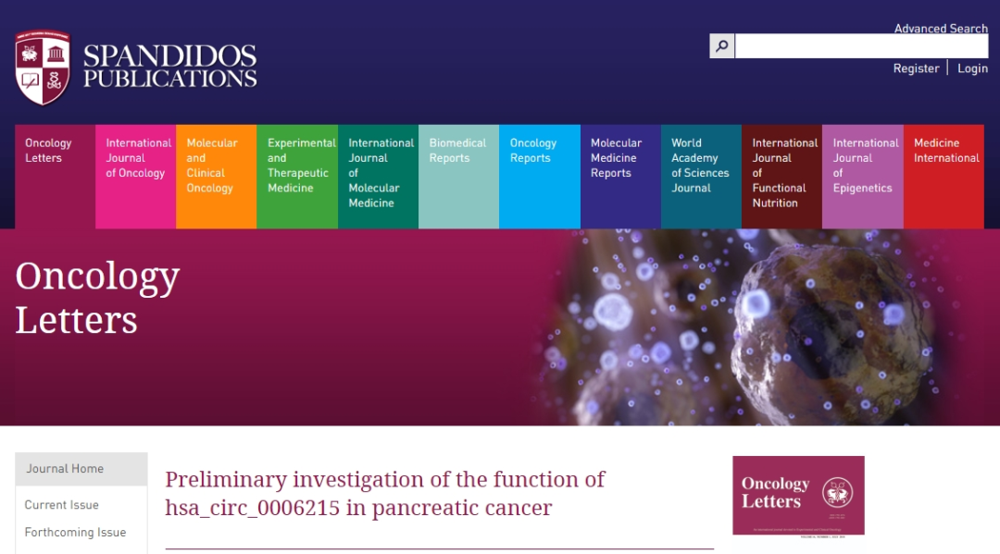 SPANDIDOS
PUBLICATIONS
Advanced Search
Register
Login
Oncology
Letters
International
Journal
of Oncology
Molecular
and
Clinical
Oncology
Experimental
and
Therapeutic
Medicine
International
Journal
of
Molecular
Medicine
Biomedical
Reports
Oncology
Reports
Molecular
Medicine
Reports
World
Academy
of Sciences
Journal
International
Journal
of
Functional
Nutrition
International
Journal
of
Epigenetics
Medicine
International
Oncology
Letters
Journal Home
Current Issue
Forthcoming Issue
Preliminary investigation of the function of
hsa_circ_0006215 in pancreatic cancer
Oncology
Letters